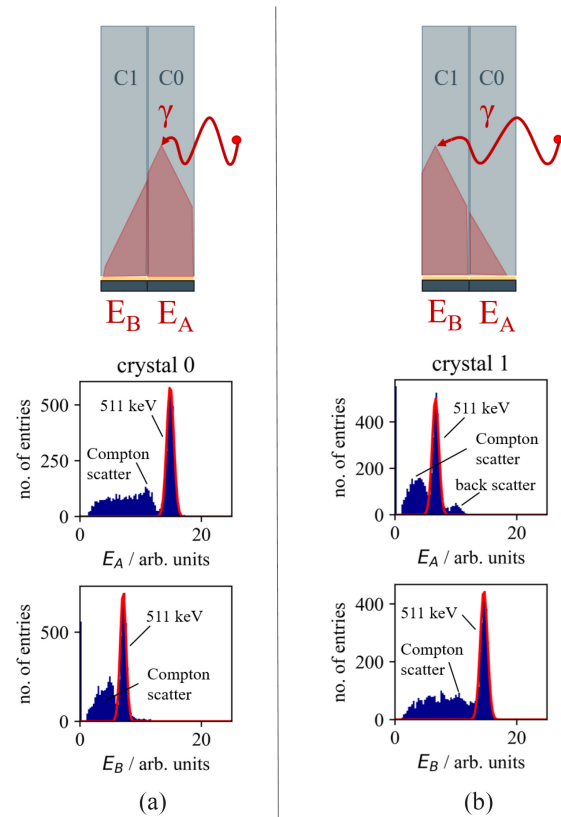 C1 C0
γ
E_B E_A
crystal 0
no. of entries
500
250
0
511 keV
Compton
scatter
0 20
E_A / arb. units
no. of entries
500
0
511 keV
Compton
scatter
0 20
E_B / arb. units
(a)
C1 C0
γ
E_B E_A
crystal 1
no. of entries
400
200
0
511 keV
Compton
scatter
back scatter
0 20
E_A / arb. units
no. of entries
400
200
0
511 keV
Compton
scatter
0 20
E_B / arb. units
(b)